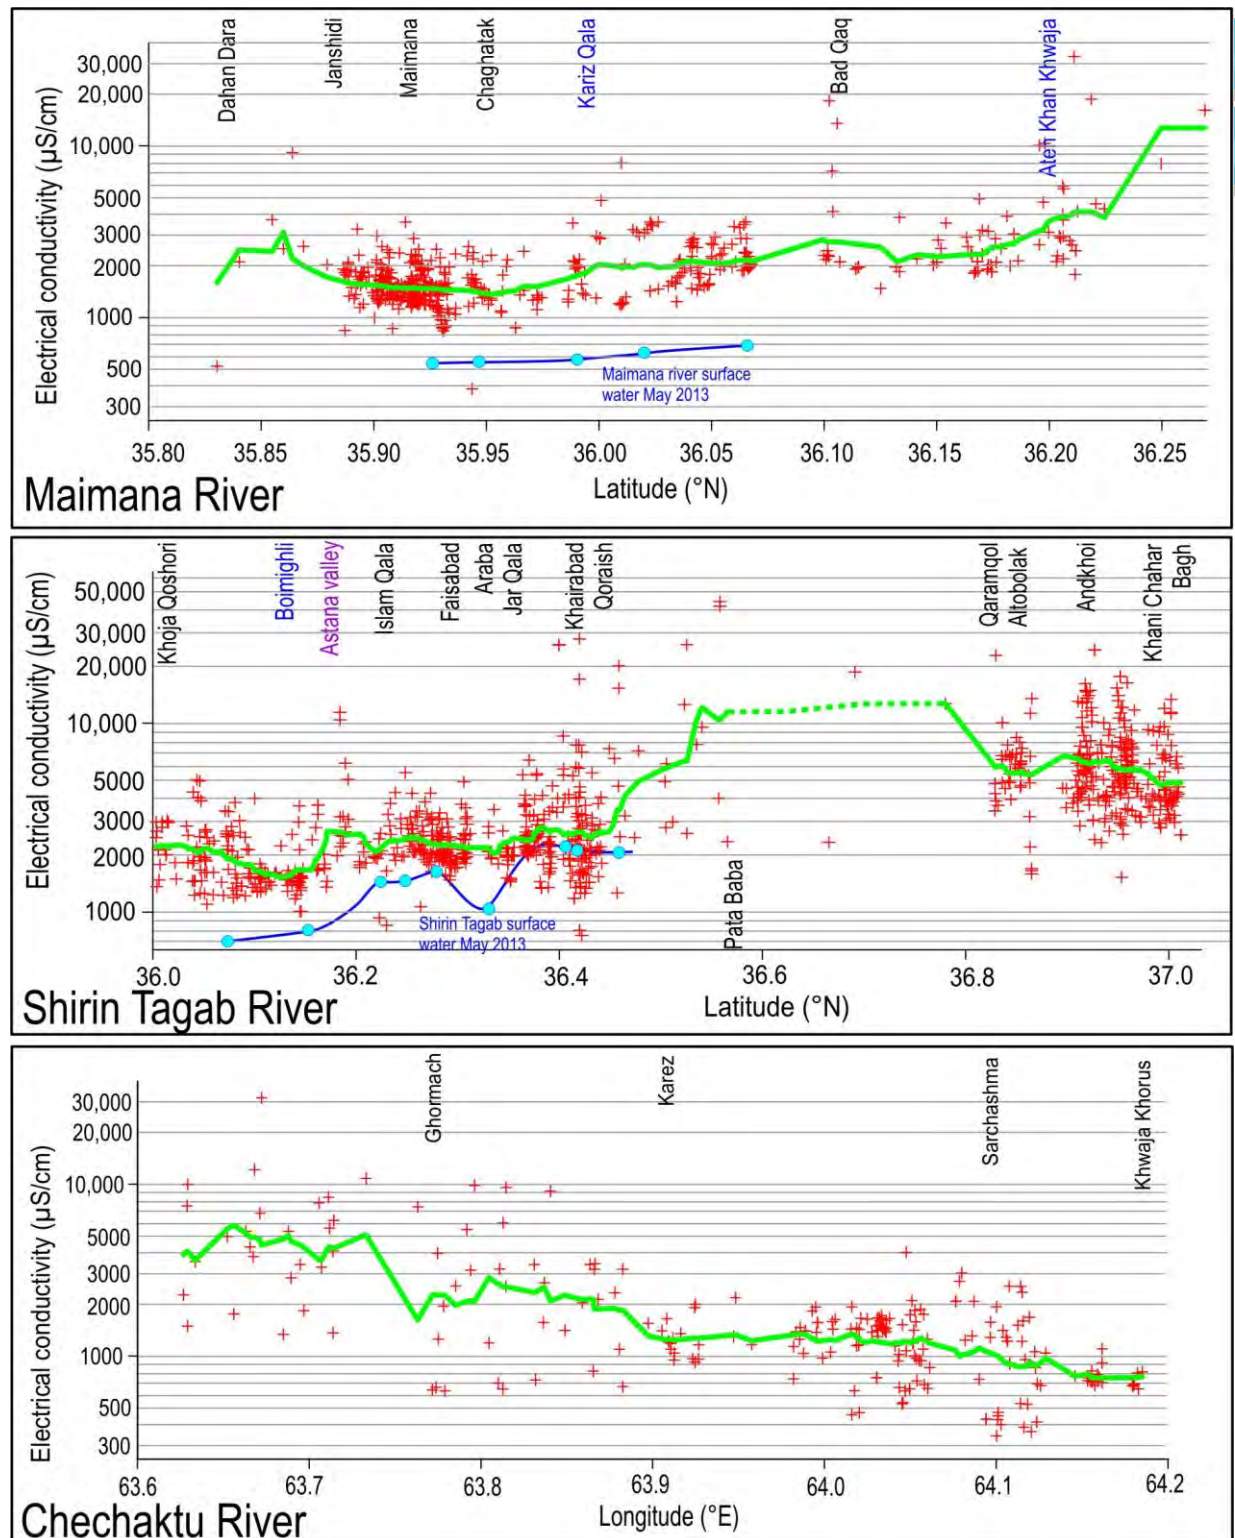 Dahan Dara
Janshidi
Maimana
Chaghatak
Kariz Qala
Bad Qaq
Ateh Khan Khwaja
Electrical conductivity (µS/cm)
30,000
20,000
10,000
5000
3000
2000
1000
500
300
Maimana river surface
water May 2013
35.80
35.85
35.90
35.95
36.00
36.05
36.10
36.15
36.20
36.25
Latitude (°N)
Maimana River
Khoja Qoshori
Boimighli
Astana valley
Islam Qala
Faisabad
Araba
Jar Qala
Khairabad
Qoraish
Qaramqol
Altobolak
Andkhoi
Khani Chahar
Bagh
Electrical conductivity (µS/cm)
50,000
30,000
20,000
10,000
5000
3000
2000
1000
Shirin Tagab surface
water May 2013
Pata Baba
36.0
36.2
36.4
36.6
36.8
37.0
Latitude (°N)
Shirin Tagab River
Ghormach
Karez
Sarchashma
Khwaja Khorus
Electrical conductivity (µS/cm)
30,000
20,000
10,000
5000
3000
2000
1000
500
300
63.6
63.7
63.8
63.9
64.0
64.1
64.2
Longitude (°E)
Chechaktu River